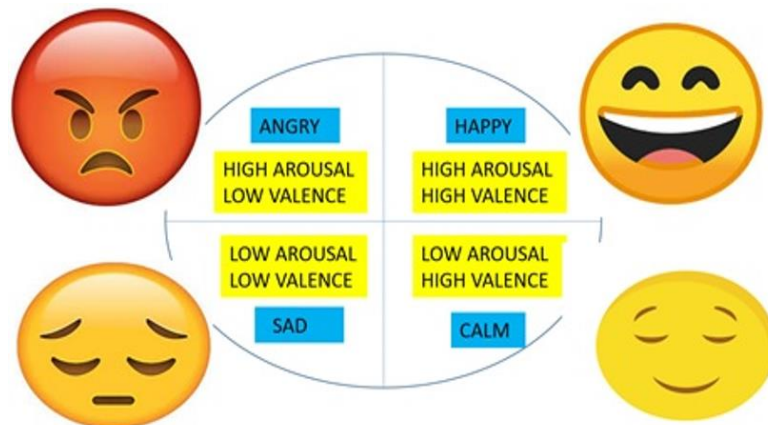 ANGRY
HAPPY
HIGH AROUSAL
LOW VALENCE
HIGH AROUSAL
HIGH VALENCE
LOW AROUSAL
LOW VALENCE
LOW AROUSAL
HIGH VALENCE
SAD
CALM